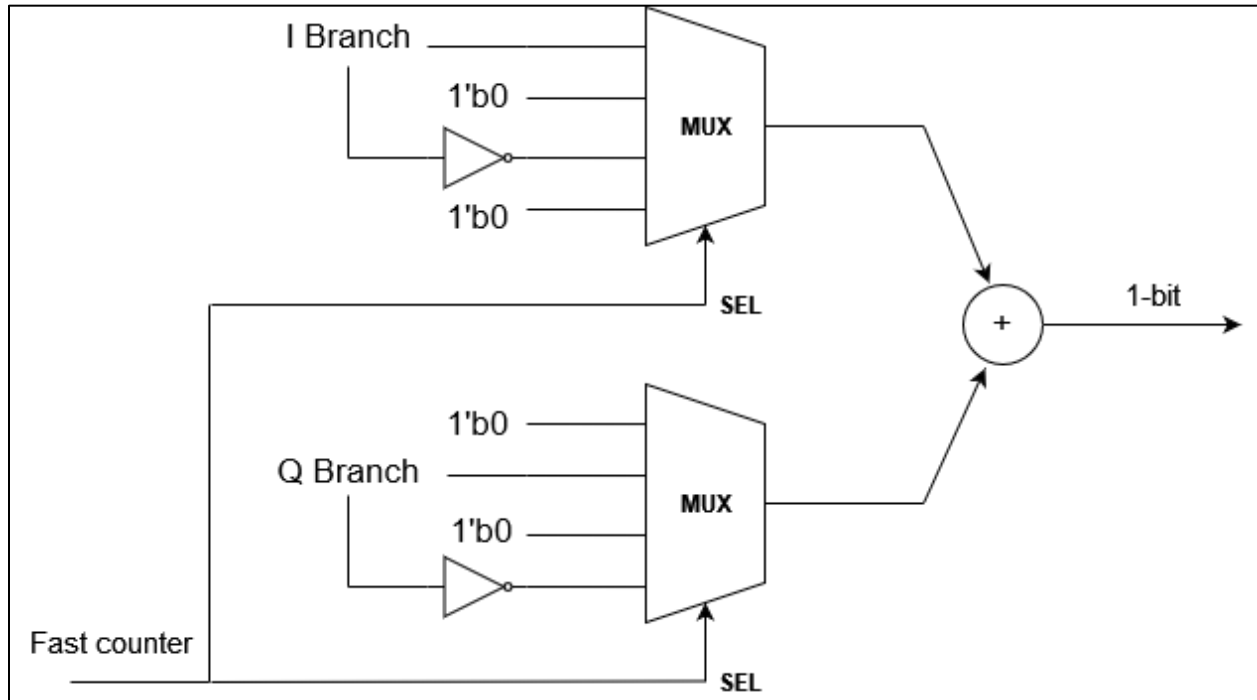 I Branch
1'b0
MUX
1'b0
SEL
1-bit
+
1'b0
Q Branch
MUX
1'b0
Fast counter
SEL